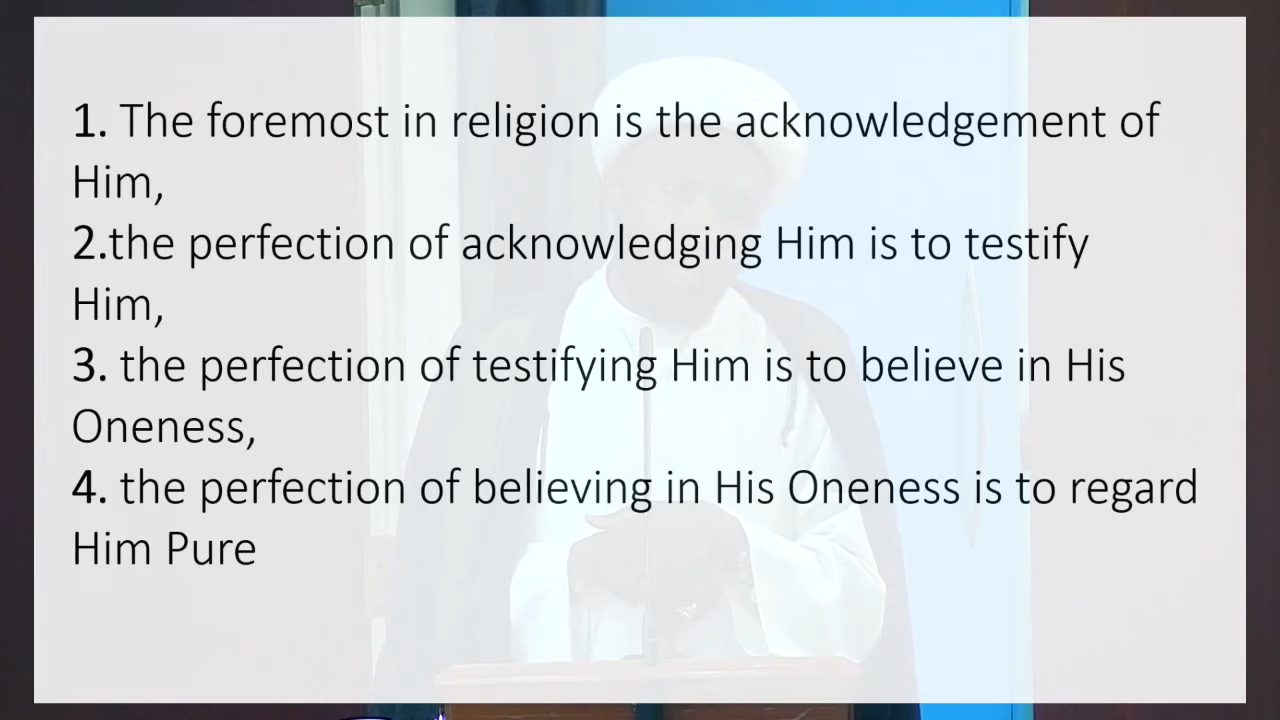 1. The foremost in religion is the acknowledgement of
Him,
2.the perfection of acknowledging Him is to testify
Him,
3. the perfection of testifying Him is to believe in His
Oneness,
4. the perfection of believing in His Oneness is to regard
Him Pure